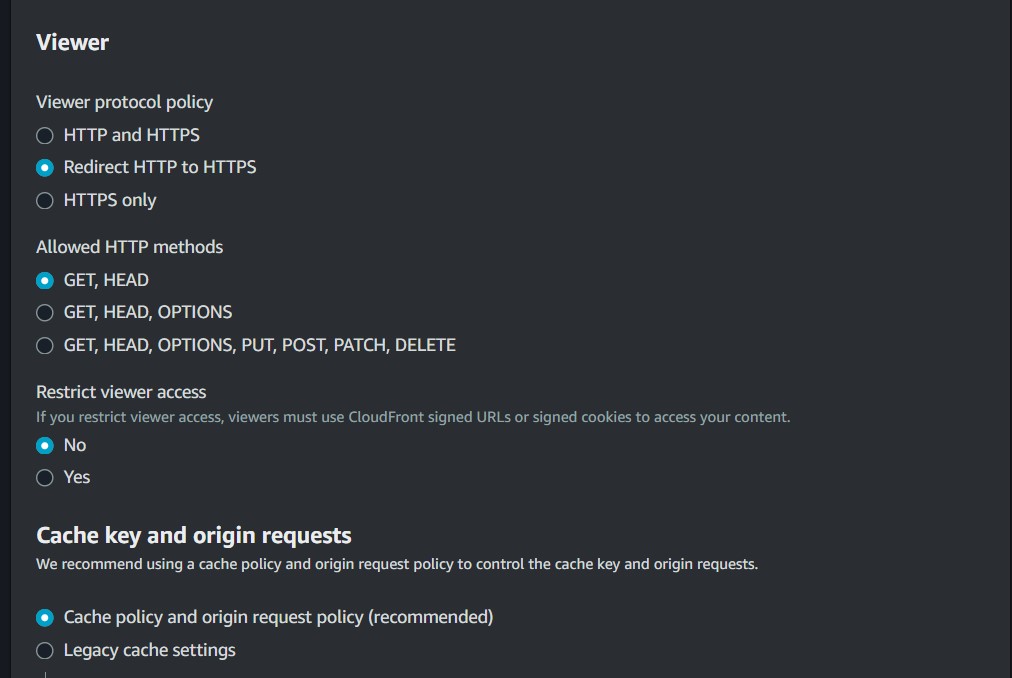 Viewer
Viewer protocol policy
HTTP and HTTPS
Redirect HTTP to HTTPS
HTTPS only
Allowed HTTP methods
GET, HEAD
GET, HEAD, OPTIONS
GET, HEAD, OPTIONS, PUT, POST, PATCH, DELETE
Restrict viewer access
If you restrict viewer access, viewers must use CloudFront signed URLs or signed cookies to access your content.
No
Yes
Cache key and origin requests
We recommend using a cache policy and origin request policy to control the cache key and origin requests.
Cache policy and origin request policy (recommended)
Legacy cache settings